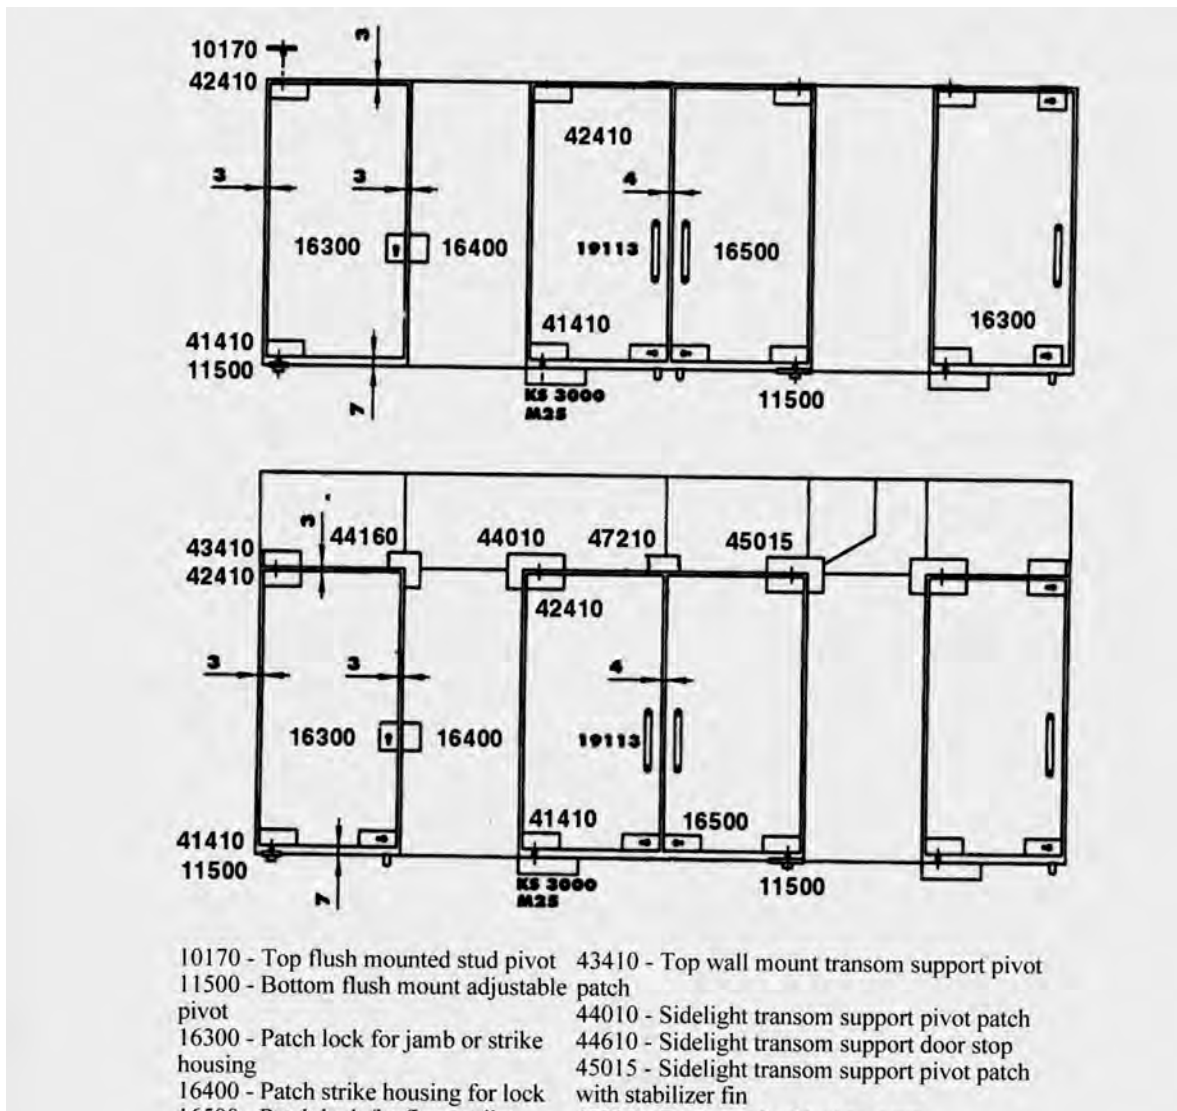 3
10170
42410
42410
3
3
4
16300
16400
19113
16500
16300
41410
41410
11500
7
KS 3000
M25
11500
3
44160
44010
47210
45015
43410
42410
42410
3
3
4
16300
16400
19113
41410
16500
41410
11500
7
KS 3000
M25
11500
10170 - Top flush mounted stud pivot
11500 - Bottom flush mount adjustable
pivot
16300 - Patch lock for jamb or strike
housing
16400 - Patch strike housing for lock
43410 - Top wall mount transom support pivot
patch
44010 - Sidelight transom support pivot patch
44610 - Sidelight transom support door stop
45015 - Sidelight transom support pivot patch
with stabilizer fin